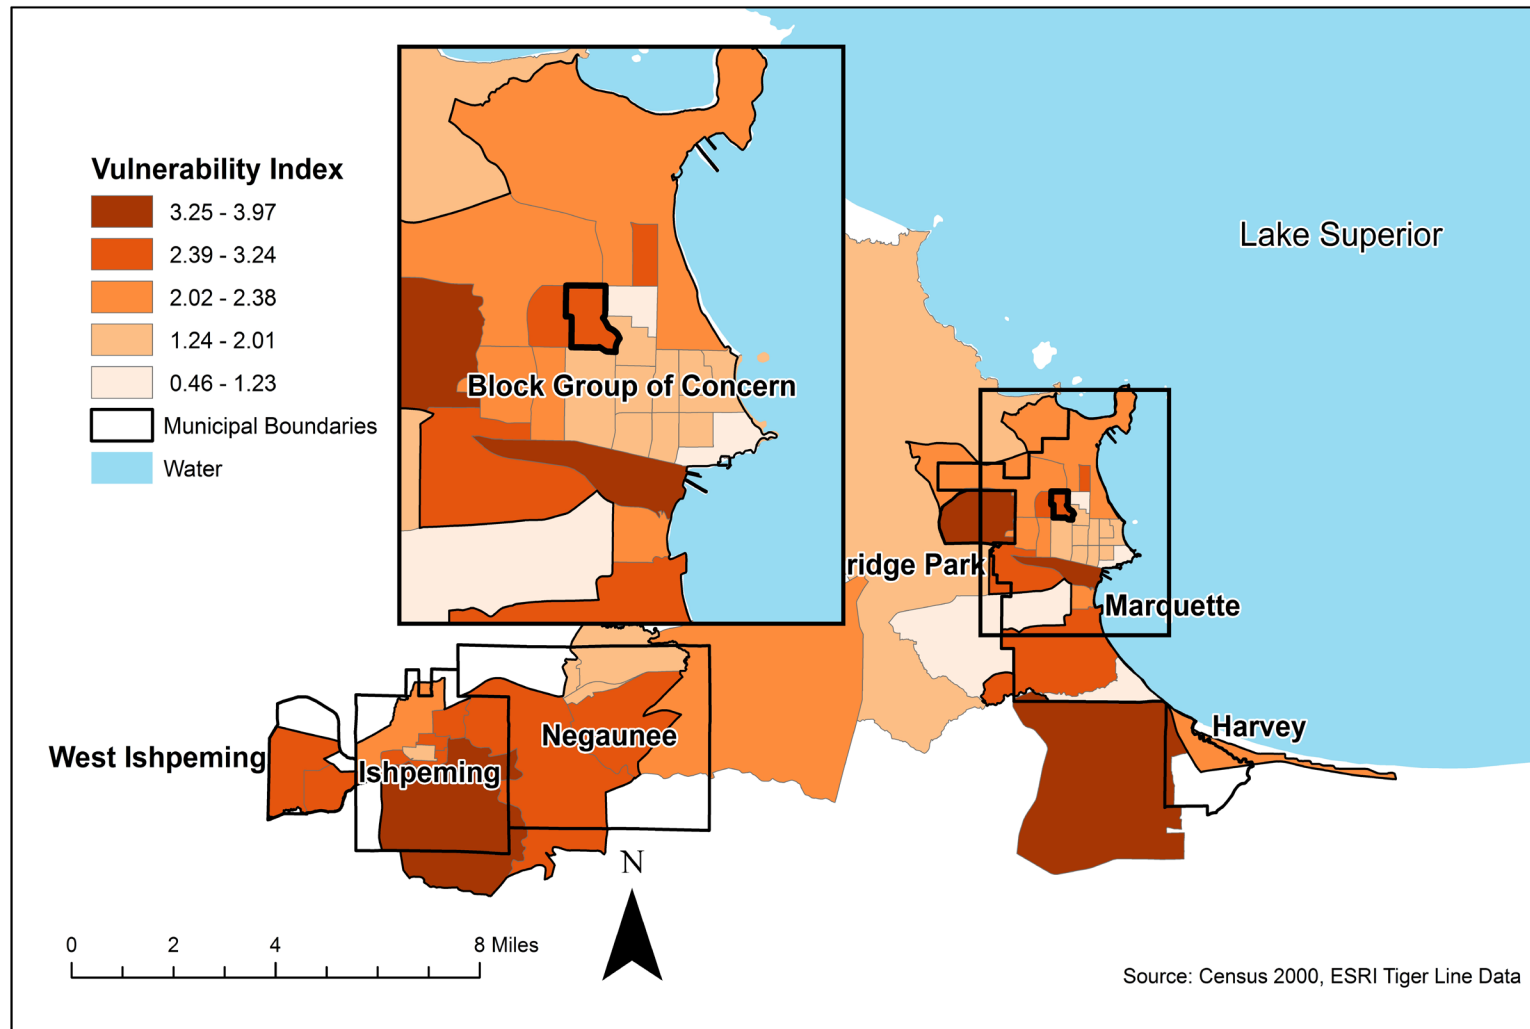 Vulnerability Index
3.25 - 3.97
2.39 - 3.24
2.02 - 2.38
1.24 - 2.01
0.46 - 1.23
Municipal Boundaries
Water
Block Group of Concern
Lake Superior
ridge Park
Marquette
Harvey
Negaunee
West Ishpeming
Ishpeming
N
0 2 4 8 Miles
Source: Census 2000, ESRI Tiger Line Data